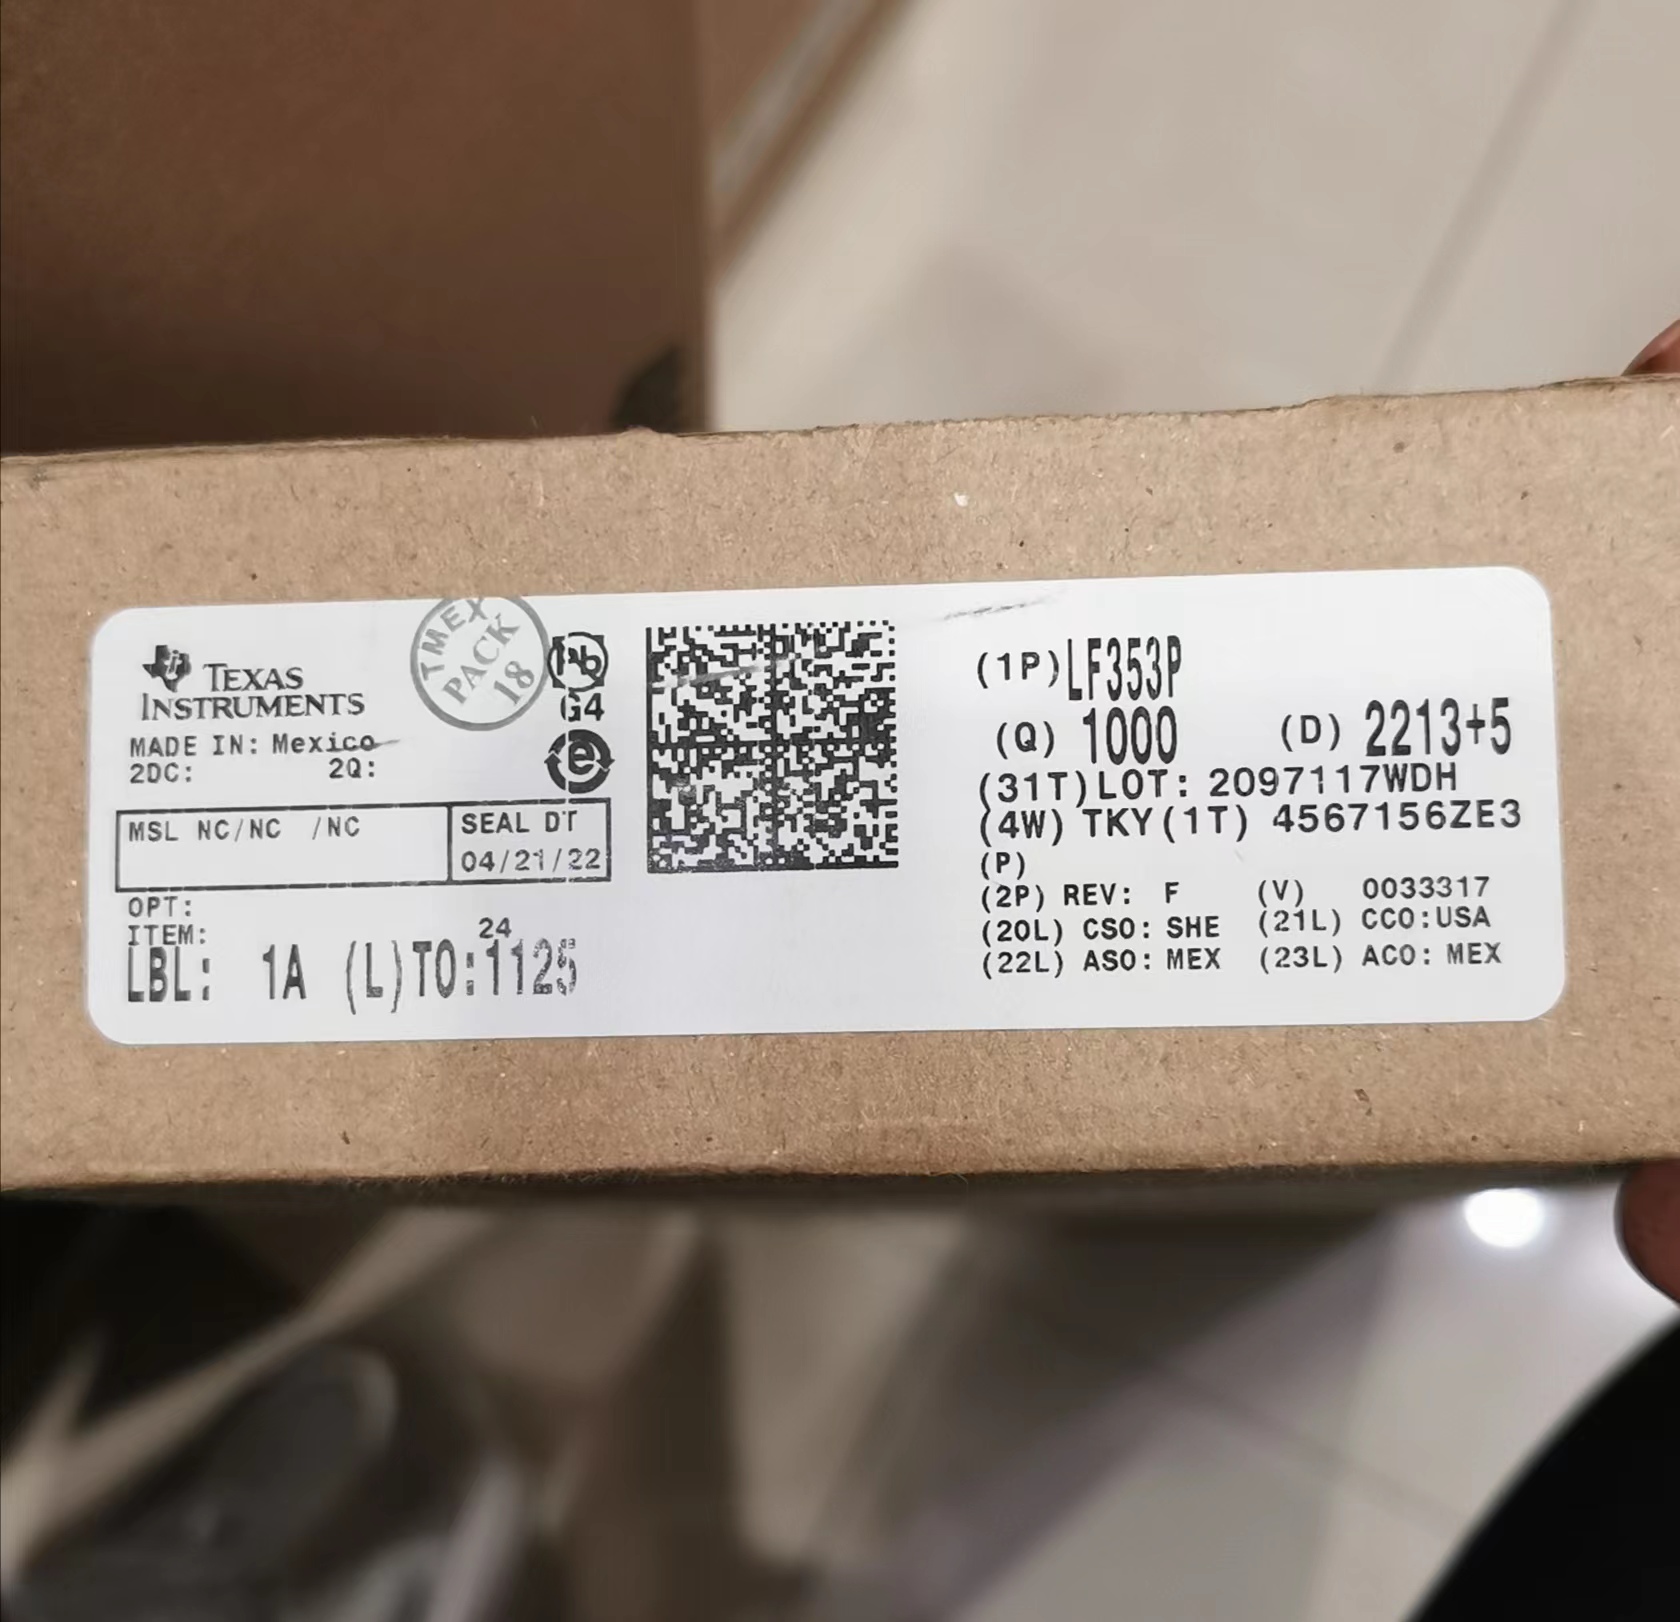 TEXAS
INSTRUMENTS
MADE IN: Mexico
2DC: 2Q:
TMEX
PACK
18
Pb
G4
e
MSL NC/NC /NC
SEAL DT
04/21/22
OPT:
ITEM:
24
LBL: 1A (L)TO:1125
(1P)LF353P
(Q) 1000 (D) 2213+5
(31T)LOT: 2097117WDH
(4W) TKY(1T) 4567156ZE3
(P)
(2P) REV: F (V) 0033317
(20L) CSO: SHE (21L) CCO:USA
(22L) ASO: MEX (23L) ACO: MEX